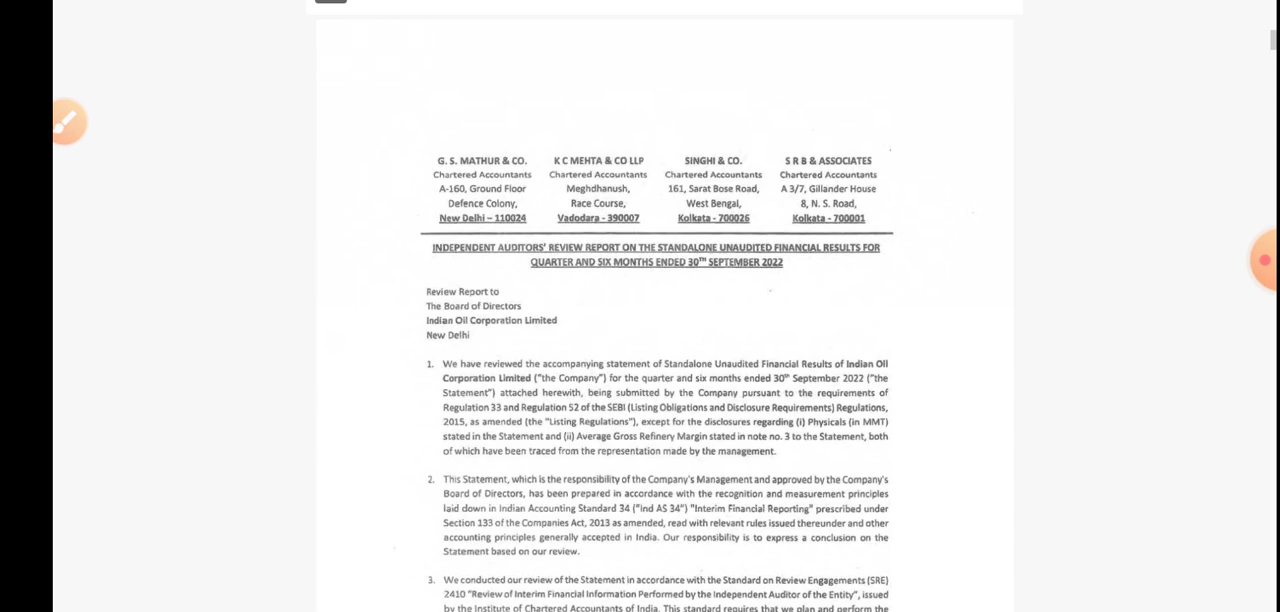 G. S. MATHUR & CO.
Chartered Accountants
A-160, Ground Floor
Defence Colony,
New Delhi – 110024
K C MEHTA & CO LLP
Chartered Accountants
Meghdhanush,
Race Course,
Vadodara - 390007
SINGHI & CO.
Chartered Accountants
161, Sarat Bose Road,
West Bengal,
Kolkata - 700026
S R B & ASSOCIATES
Chartered Accountants
A 3/7, Gillander House
8, N. S. Road,
Kolkata - 700001
INDEPENDENT AUDITORS' REVIEW REPORT ON THE STANDALONE UNAUDITED FINANCIAL RESULTS FOR
QUARTER AND SIX MONTHS ENDED 30TH SEPTEMBER 2022
Review Report to
The Board of Directors
Indian Oil Corporation Limited
New Delhi
1. We have reviewed the accompanying statement of Standalone Unaudited Financial Results of Indian Oil
Corporation Limited ("the Company") for the quarter and six months ended 30th September 2022 ("the
Statement") attached herewith, being submitted by the Company pursuant to the requirements of
Regulation 33 and Regulation 52 of the SEBI (Listing Obligations and Disclosure Requirements) Regulations,
2015, as amended (the "Listing Regulations"), except for the disclosures regarding (i) Physicals (in MMT)
stated in the Statement and (ii) Average Gross Refinery Margin stated in note no. 3 to the Statement, both
of which have been traced from the representation made by the management.
2. This Statement, which is the responsibility of the Company's Management and approved by the Company's
Board of Directors, has been prepared in accordance with the recognition and measurement principles
laid down in Indian Accounting Standard 34 ("Ind AS 34") "Interim Financial Reporting" prescribed under
Section 133 of the Companies Act, 2013 as amended, read with relevant rules issued thereunder and other
accounting principles generally accepted in India. Our responsibility is to express a conclusion on the
Statement based on our review.
3. We conducted our review of the Statement in accordance with the Standard on Review Engagements (SRE)
2410 "Review of Interim Financial Information Performed by the Independent Auditor of the Entity", issued
by the Institute of Chartered Accountants of India. This standard requires that we plan and perform the